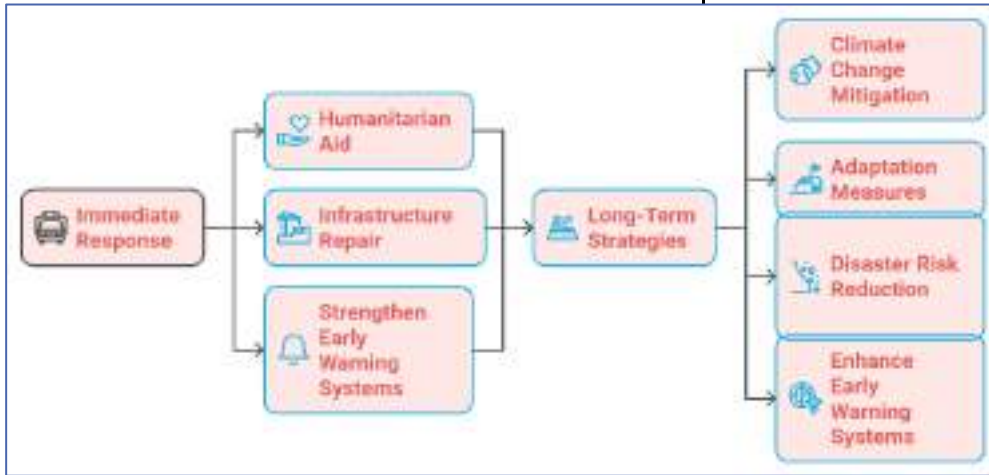 Immediate
Response
Humanitarian
Aid
Infrastructure
Repair
Strengthen
Early
Warning
Systems
Long-Term
Strategies
Climate
Change
Mitigation
Adaptation
Measures
Disaster Risk
Reduction
Enhance
Early
Warning
Systems